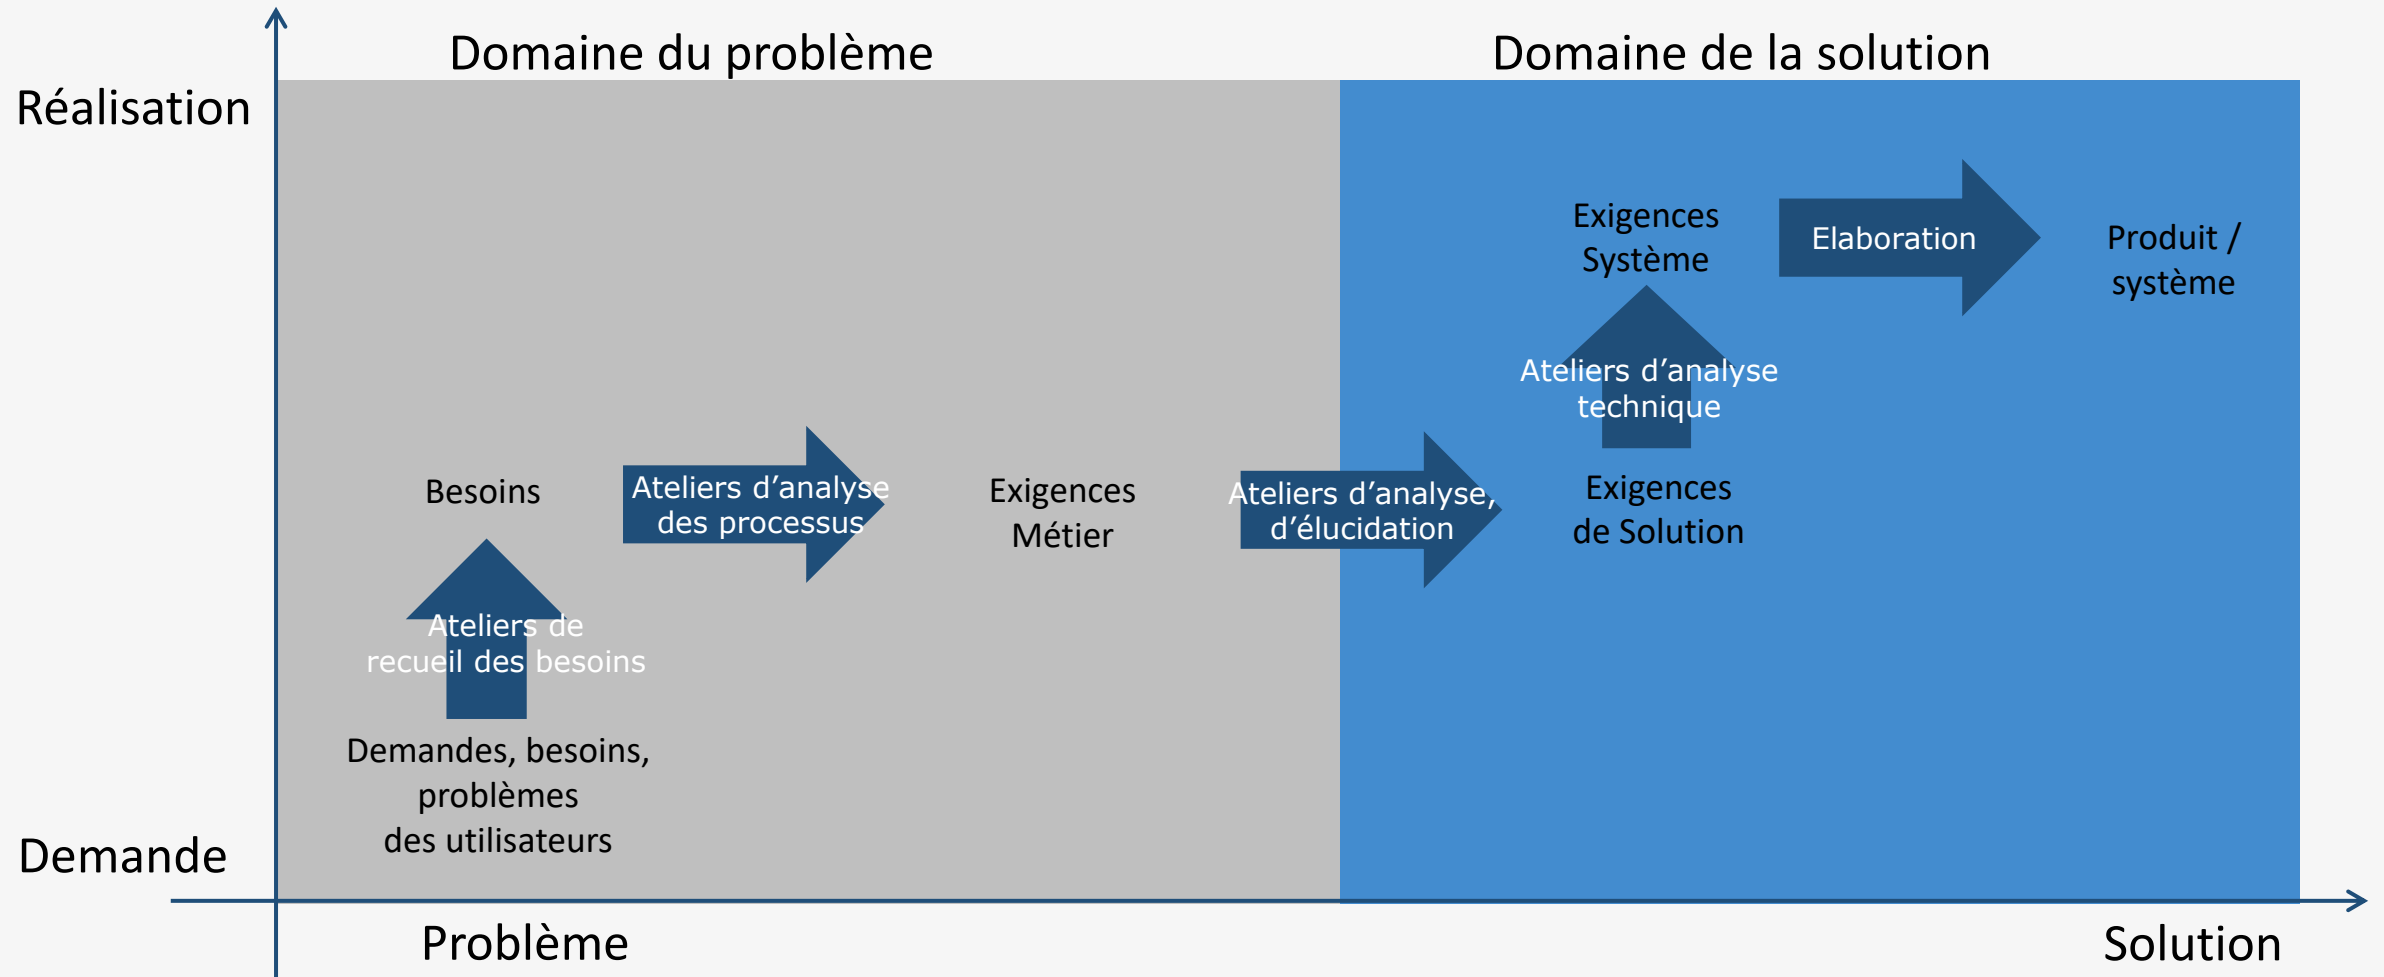 Domaine du problème
Domaine de la solution
Réalisation
Exigences
Système
Elaboration
Produit /
système
Ateliers d’analyse
technique
Besoins
Ateliers d’analyse
des processus
Exigences
Métier
Ateliers d’analyse,
d’élucidation
Exigences
de Solution
Ateliers de
recueil des besoins
Demandes, besoins,
problèmes
des utilisateurs
Demande
Problème
Solution